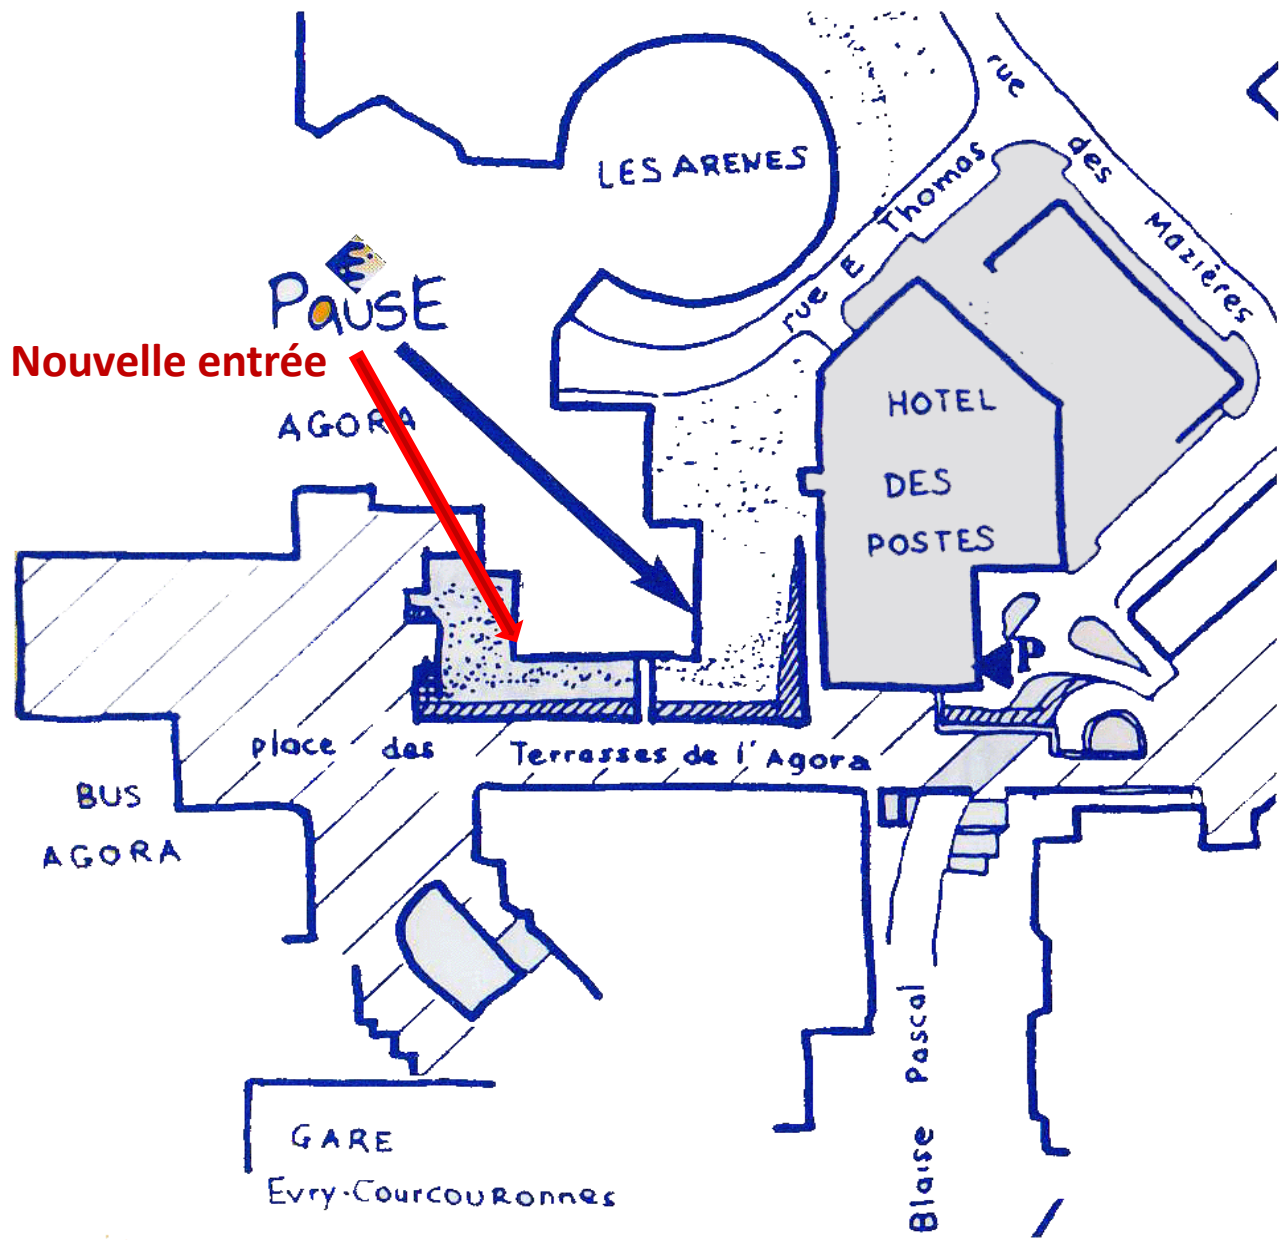 rue
des
Mazières
LES ARENES
rue E Thomas
PaUSE
Nouvelle entrée
AGORA
HOTEL
DES
POSTES
P
place des Terrasses de l'Agora
BUS
AGORA
Blaise Pascal
GARE
Evry-Courcouronnes